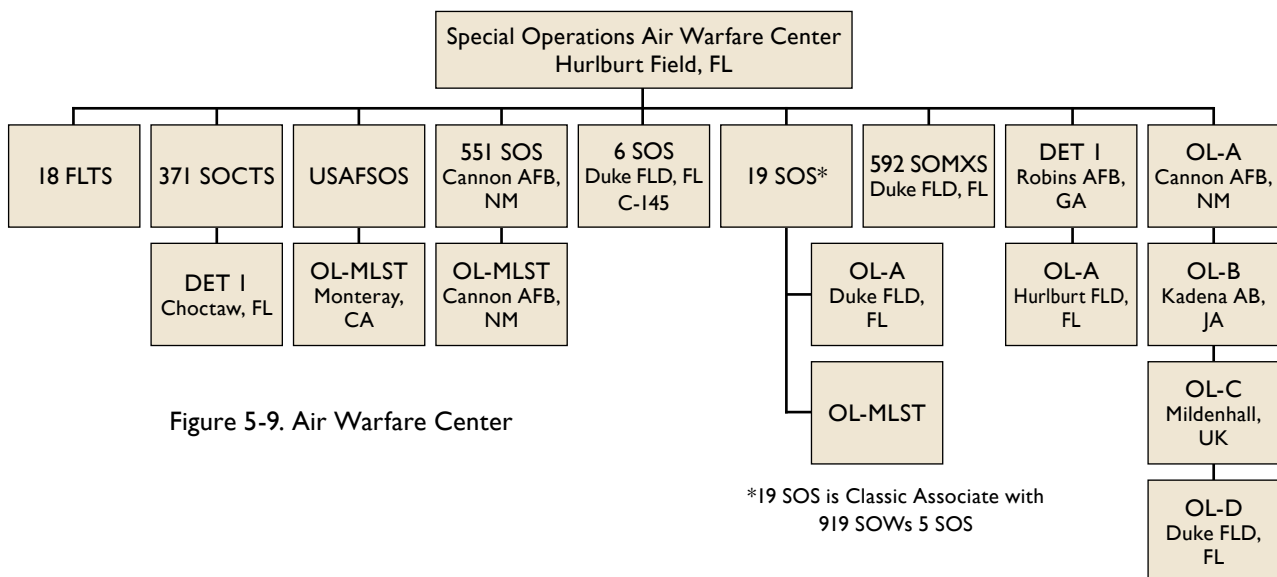 Special Operations Air Warfare Center
Hurlburt Field, FL
18 FLTS
371 SOCTS
USAFSOS
551 SOS
Cannon AFB,
NM
6 SOS
Duke FLD, FL
C-145
19 SOS*
592 SOMXS
Duke FLD, FL
DET 1
Robins AFB,
GA
OL-A
Cannon AFB,
NM
DET 1
Choctaw, FL
OL-MLST
Monteray,
CA
OL-MLST
Cannon AFB,
NM
OL-A
Duke FLD,
FL
OL-A
Hurlburt FLD,
FL
OL-B
Kadena AB,
JA
OL-MLST
OL-C
Mildenhall,
UK
Figure 5-9. Air Warfare Center
*19 SOS is Classic Associate with
919 SOWs 5 SOS
OL-D
Duke FLD,
FL